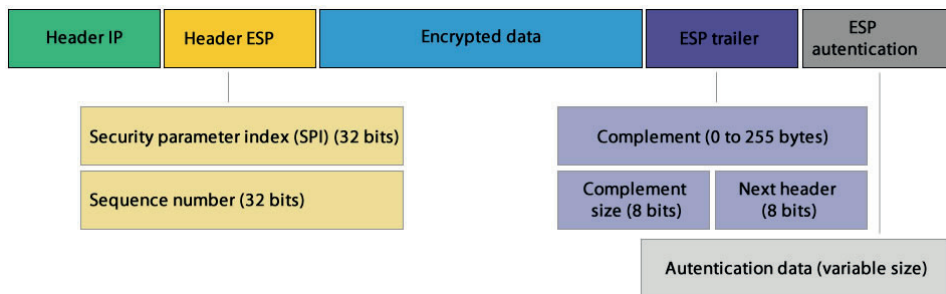 Header IP
Header ESP
Encrypted data
ESP trailer
ESP
autentication
Security parameter index (SPI) (32 bits)
Sequence number (32 bits)
Complement (0 to 255 bytes)
Complement
size (8 bits)
Next header
(8 bits)
Autentication data (variable size)